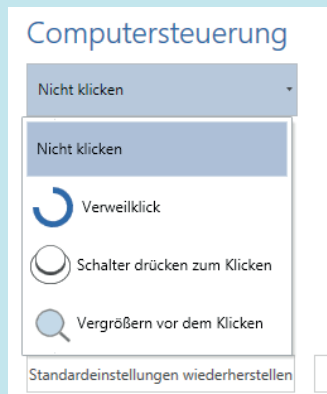 Computersteuerung
Nicht klicken
Nicht klicken
Verweilklick
Schalter drücken zum Klicken
Vergrößern vor dem Klicken
Standardeinstellungen wiederherstellen